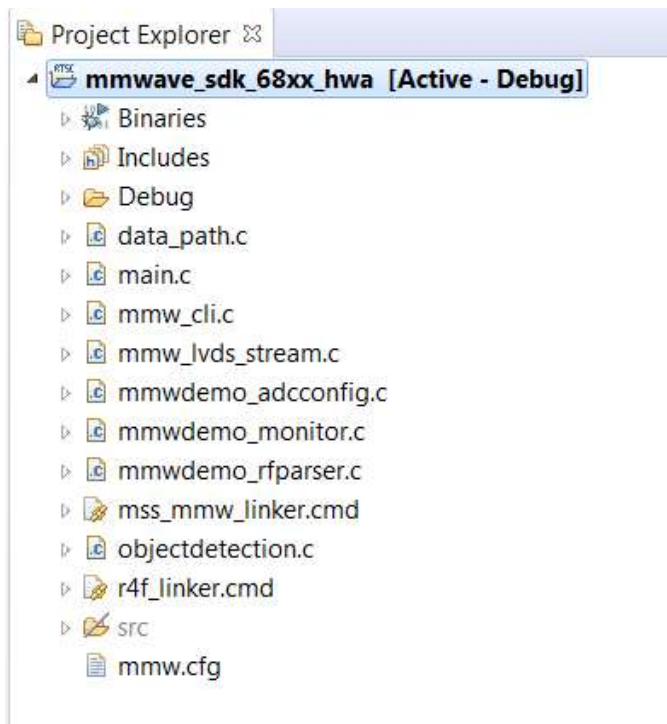 Project Explorer
mmwave_sdk_68xx_hwa [Active - Debug]
Binaries
Includes
Debug
data_path.c
main.c
mmw_cli.c
mmw_lvds_stream.c
mmwdemo_adcconfig.c
mmwdemo_monitor.c
mmwdemo_rfparser.c
mss_mmw_linker.cmd
objectdetection.c
r4f_linker.cmd
src
mmw.cfg